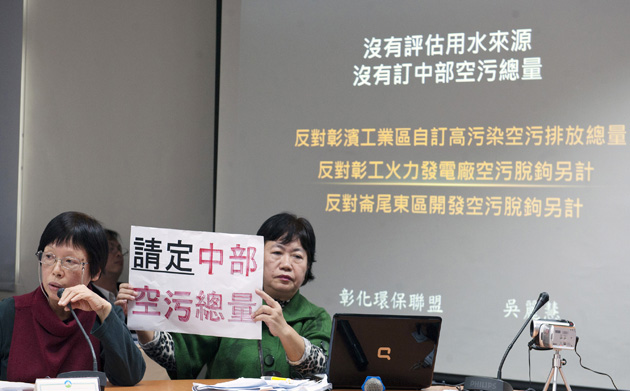 沒有評估用水來源
沒有訂中部空污總量
反對彰濱工業區自訂高污染空污排放總量
反對彰工火力發電廠空污脫鉤另計
反對崙尾東區開發空污脫鉤另計
彰化環保聯盟 吳麗慧
請定中部
空污總量